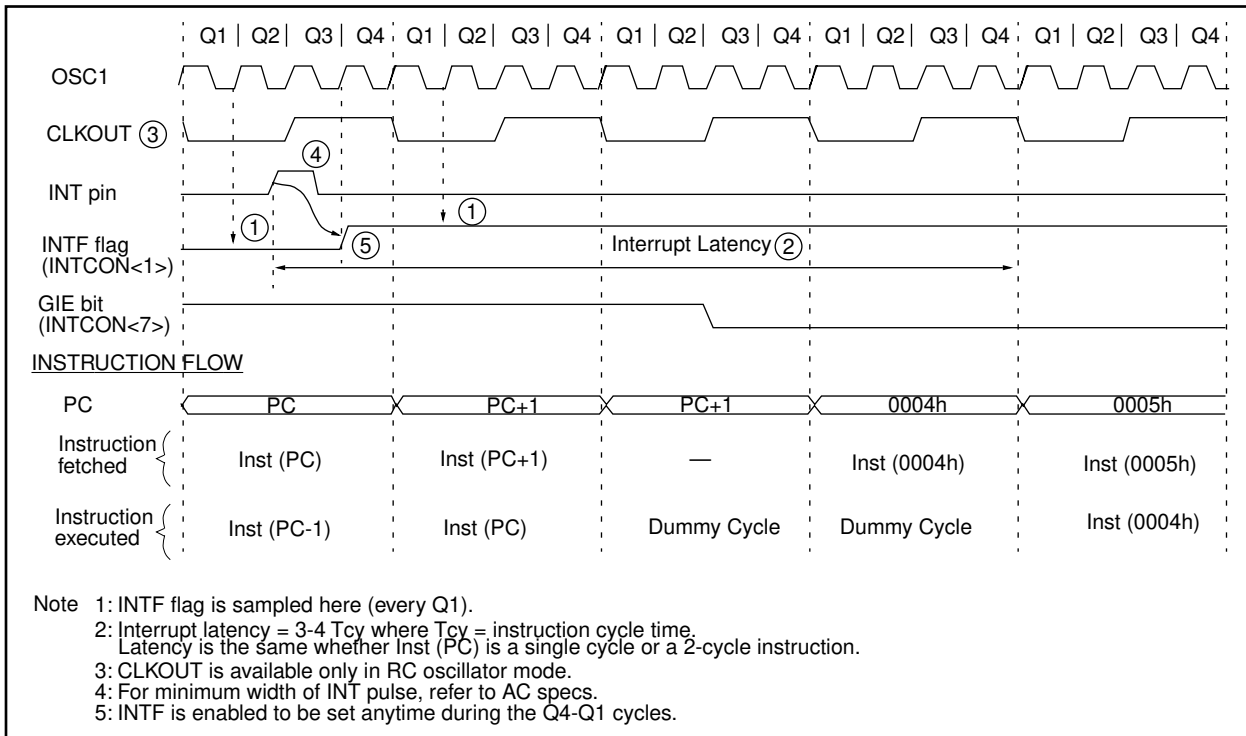 Q1 | Q2 | Q3 | Q4 Q1 | Q2 | Q3 | Q4 Q1 | Q2 | Q3 | Q4 Q1 | Q2 | Q3 | Q4 Q1 | Q2 | Q3 | Q4
OSC1
CLKOUT 3
4
INT pin
1 1
INTF flag
(INTCON<1>)
5 Interrupt Latency 2
GIE bit
(INTCON<7>)
INSTRUCTION FLOW
PC PC PC+1 PC+1 0004h 0005h
Instruction
fetched
Inst (PC) Inst (PC+1) — Inst (0004h) Inst (0005h)
Instruction
executed
Inst (PC-1) Inst (PC) Dummy Cycle Dummy Cycle Inst (0004h)
Note 1: INTF flag is sampled here (every Q1).
2: Interrupt latency = 3-4 Tcy where Tcy = instruction cycle time.
Latency is the same whether Inst (PC) is a single cycle or a 2-cycle instruction.
3: CLKOUT is available only in RC oscillator mode.
4: For minimum width of INT pulse, refer to AC specs.
5: INTF is enabled to be set anytime during the Q4-Q1 cycles.